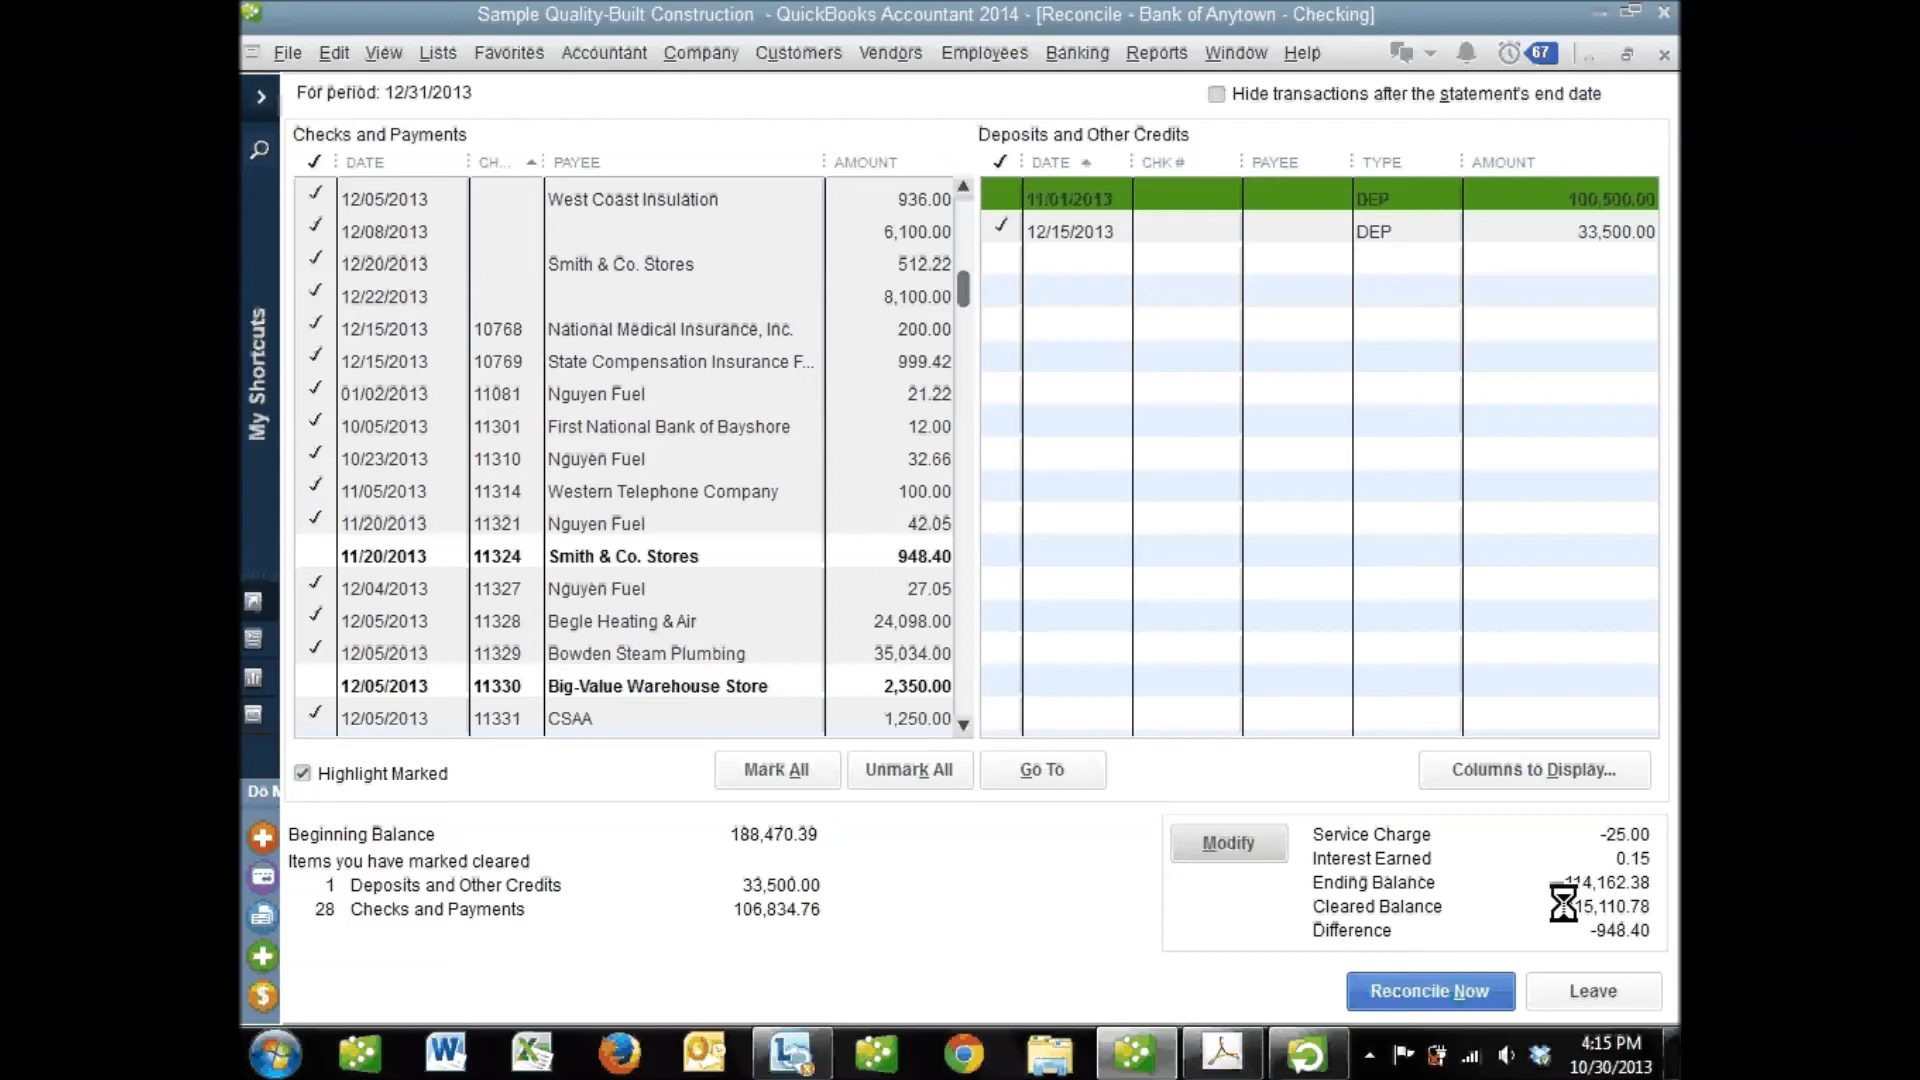 Sample Quality-Built Construction - QuickBooks Accountant 2014 - [Reconcile - Bank of Anytown - Checking]
File Edit View Lists Favorites Accountant Company Customers Vendors Employees Banking Reports Window Help 67
For period: 12/31/2013
Hide transactions after the statement's end date
Checks and Payments
Deposits and Other Credits
✓ DATE CH... PAYEE AMOUNT
✓ DATE CHK # PAYEE TYPE AMOUNT
✓ 12/05/2013 West Coast Insulation 936.00
✓ 12/08/2013 6,100.00
✓ 12/20/2013 Smith & Co. Stores 512.22
✓ 12/22/2013 8,100.00
✓ 12/15/2013 10768 National Medical Insurance, Inc. 200.00
✓ 12/15/2013 10769 State Compensation Insurance F... 999.42
✓ 01/02/2013 11081 Nguyen Fuel 21.22
✓ 10/05/2013 11301 First National Bank of Bayshore 12.00
✓ 10/23/2013 11310 Nguyen Fuel 32.66
✓ 11/05/2013 11314 Western Telephone Company 100.00
✓ 11/20/2013 11321 Nguyen Fuel 42.05
11/20/2013 11324 Smith & Co. Stores 948.40
✓ 12/04/2013 11327 Nguyen Fuel 27.05
✓ 12/05/2013 11328 Begle Heating & Air 24,098.00
✓ 12/05/2013 11329 Bowden Steam Plumbing 35,034.00
12/05/2013 11330 Big-Value Warehouse Store 2,350.00
✓ 12/05/2013 11331 CSAA 1,250.00
11/01/2013 DEP 100,500.00
✓ 12/15/2013 DEP 33,500.00
My Shortcuts
Do M
Highlight Marked
Mark All
Unmark All
Go To
Columns to Display...
Beginning Balance 188,470.39
Items you have marked cleared
1 Deposits and Other Credits 33,500.00
28 Checks and Payments 106,834.76
Modify
Service Charge -25.00
Interest Earned 0.15
Ending Balance 114,162.38
Cleared Balance 15,110.78
Difference -948.40
Reconcile Now
Leave
4:15 PM
10/30/2013